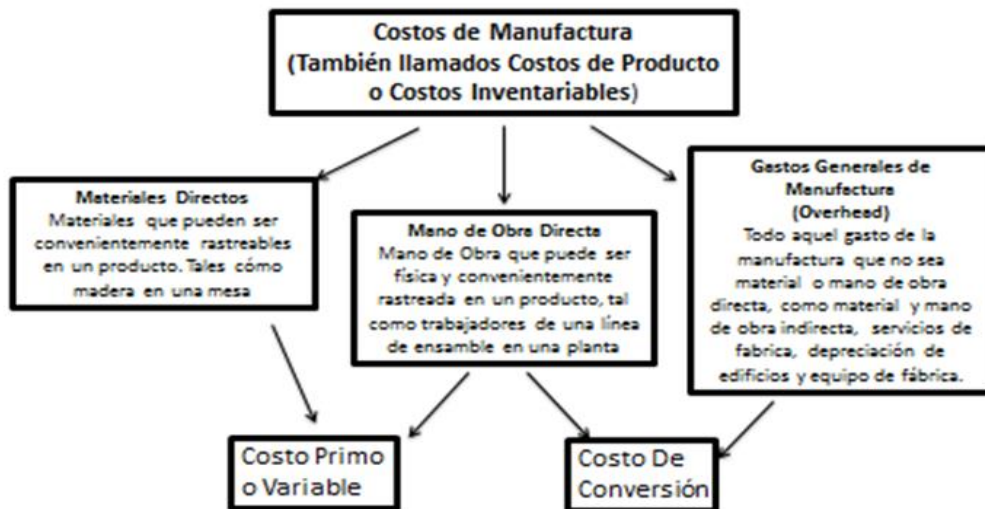 Costos de Manufactura
(También llamados Costos de Producto
o Costos Inventariables)
Materiales Directos
Materiales que pueden ser
convenientemente rastreables
en un producto. Tales cómo
madera en una mesa
Mano de Obra Directa
Mano de Obra que puede ser
física y convenientemente
rastreada en un producto, tal
como trabajadores de una línea
de ensamble en una planta
Gastos Generales de
Manufactura
(Overhead)
Todo aquel gasto de la
manufactura que no sea
material o mano de obra
directa, como material y mano
de obra indirecta, servicios de
fabrica, depreciación de
edificios y equipo de fábrica.
Costo Primo
o Variable
Costo De
Conversión